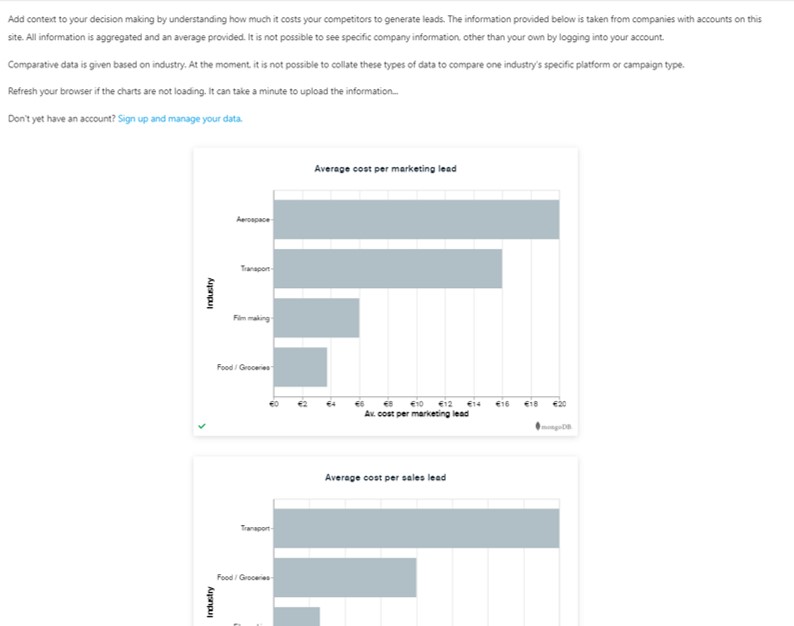 Add context to your decision making by understanding how much it costs your competitors to generate leads. The information provided below is taken from companies with accounts on this
site. All information is aggregated and an average provided. It is not possible to see specific company information, other than your own by logging into your account.
Comparative data is given based on industry. At the moment, it is not possible to collate these types of data to compare one industry's specific platform or campaign type.
Refresh your browser if the charts are not loading. It can take a minute to upload the information...
Don't yet have an account? Sign up and manage your data.
Average cost per marketing lead
Aerospace
Transport
Industry
Film making
Food / Groceries
€0 €2 €4 €6 €8 €10 €12 €14 €16 €18 €20
Av. cost per marketing lead
mongoDB
Average cost per sales lead
Transport
Food / Groceries
Industry